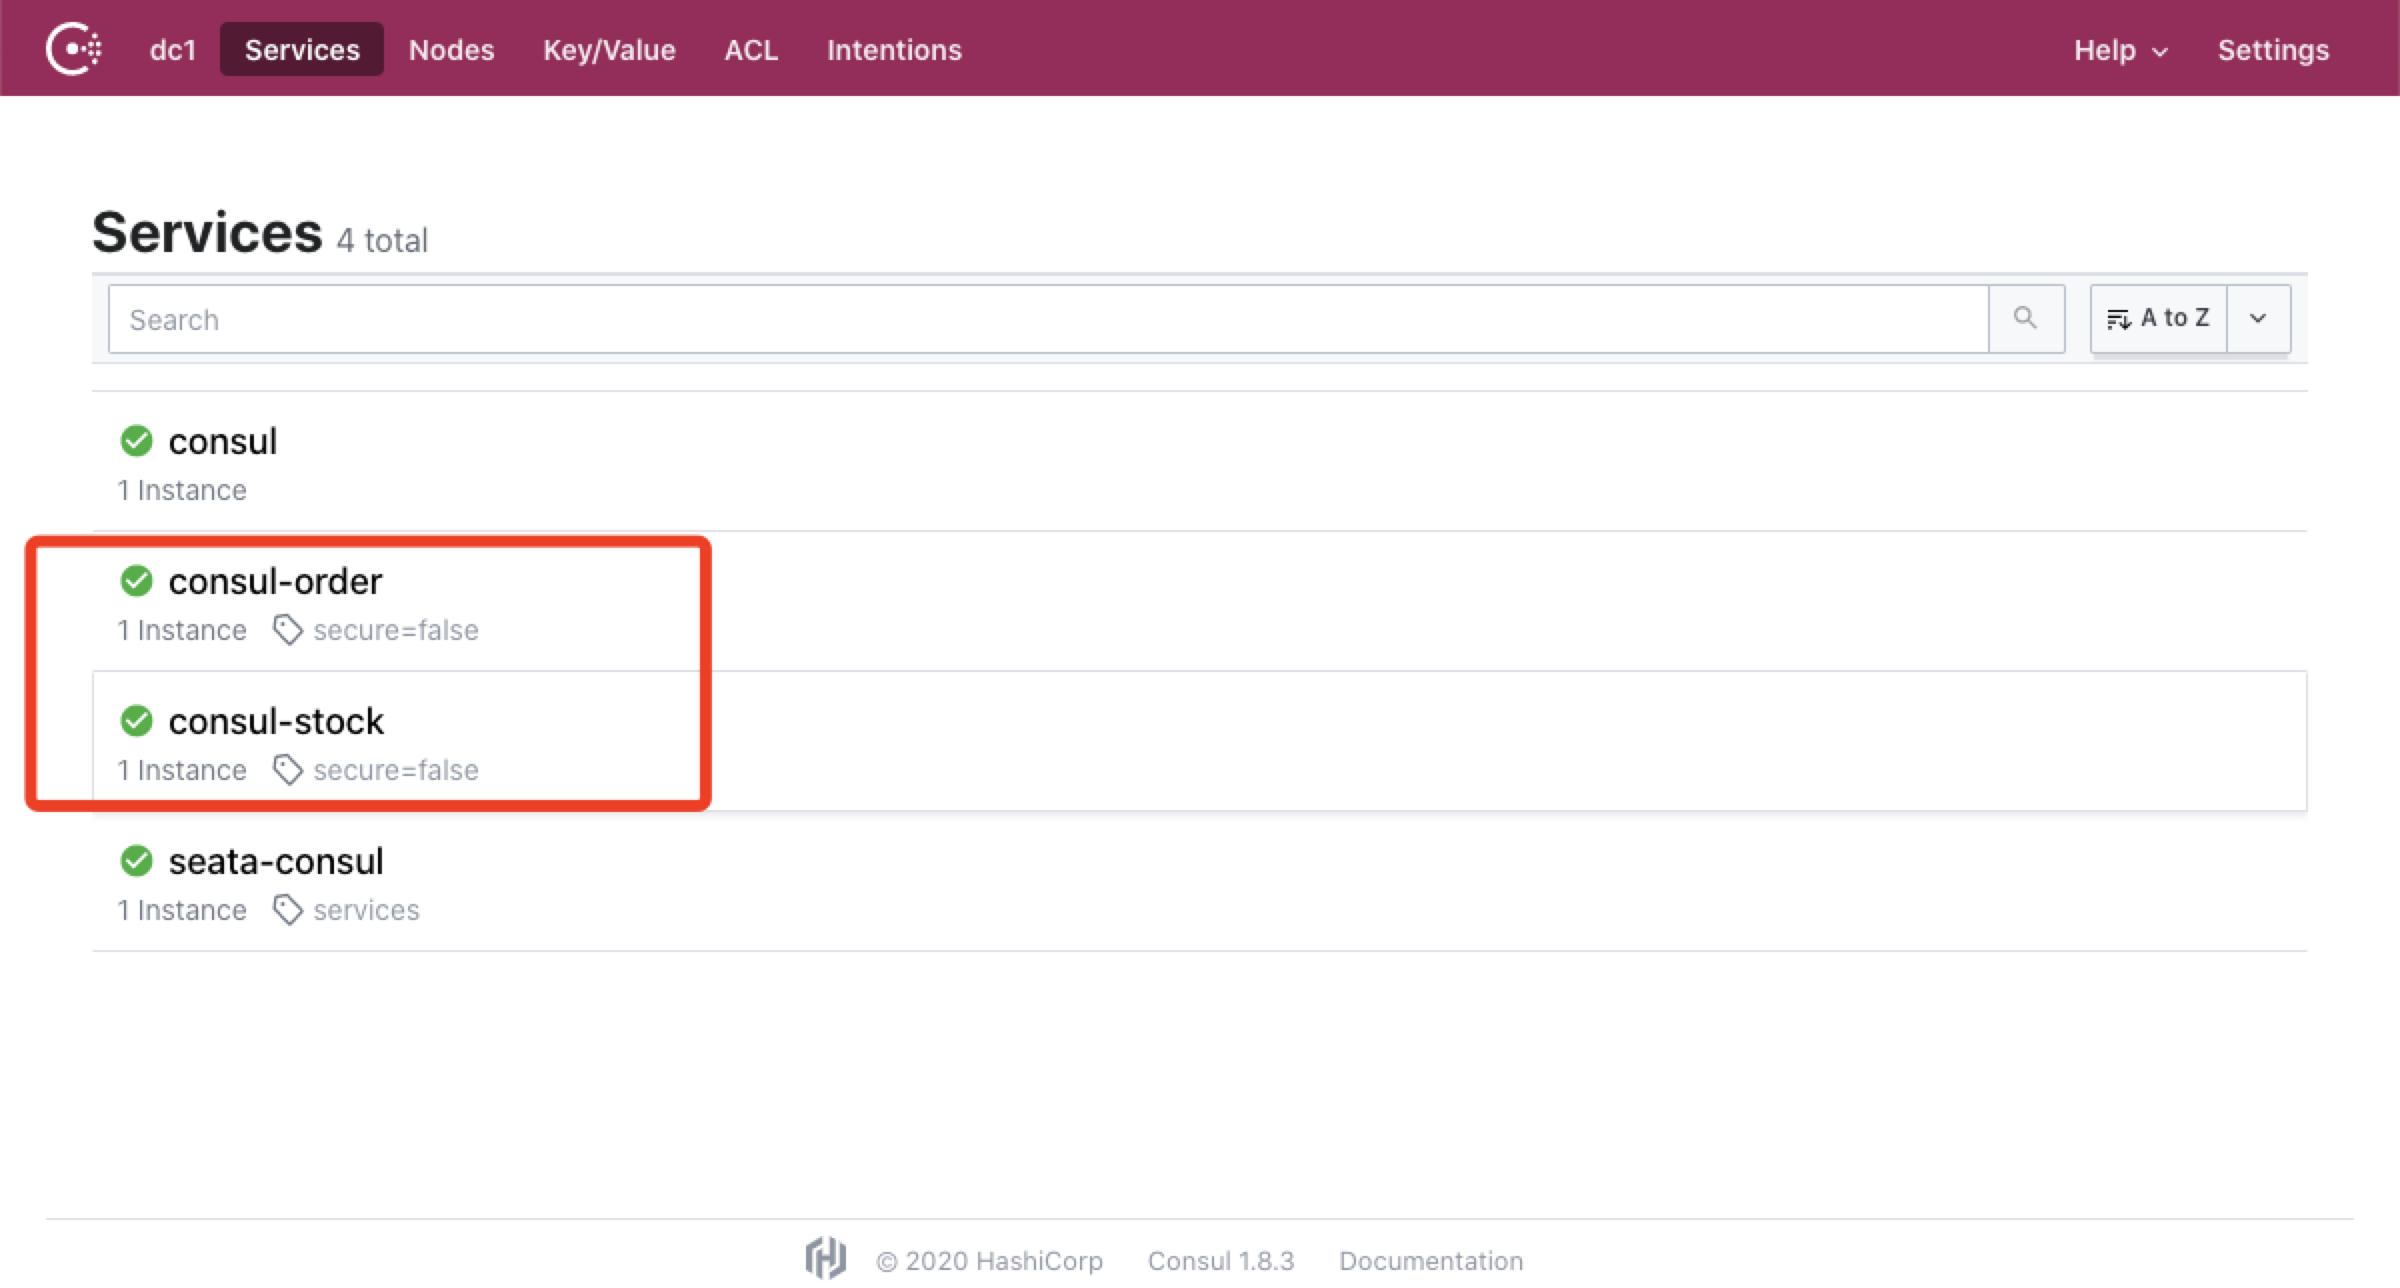 dc1 Services Nodes Key/Value ACL Intentions Help Settings
Services 4 total
Search A to Z
consul
1 Instance
consul-order
1 Instance secure=false
consul-stock
1 Instance secure=false
seata-consul
1 Instance services
© 2020 HashiCorp Consul 1.8.3 Documentation